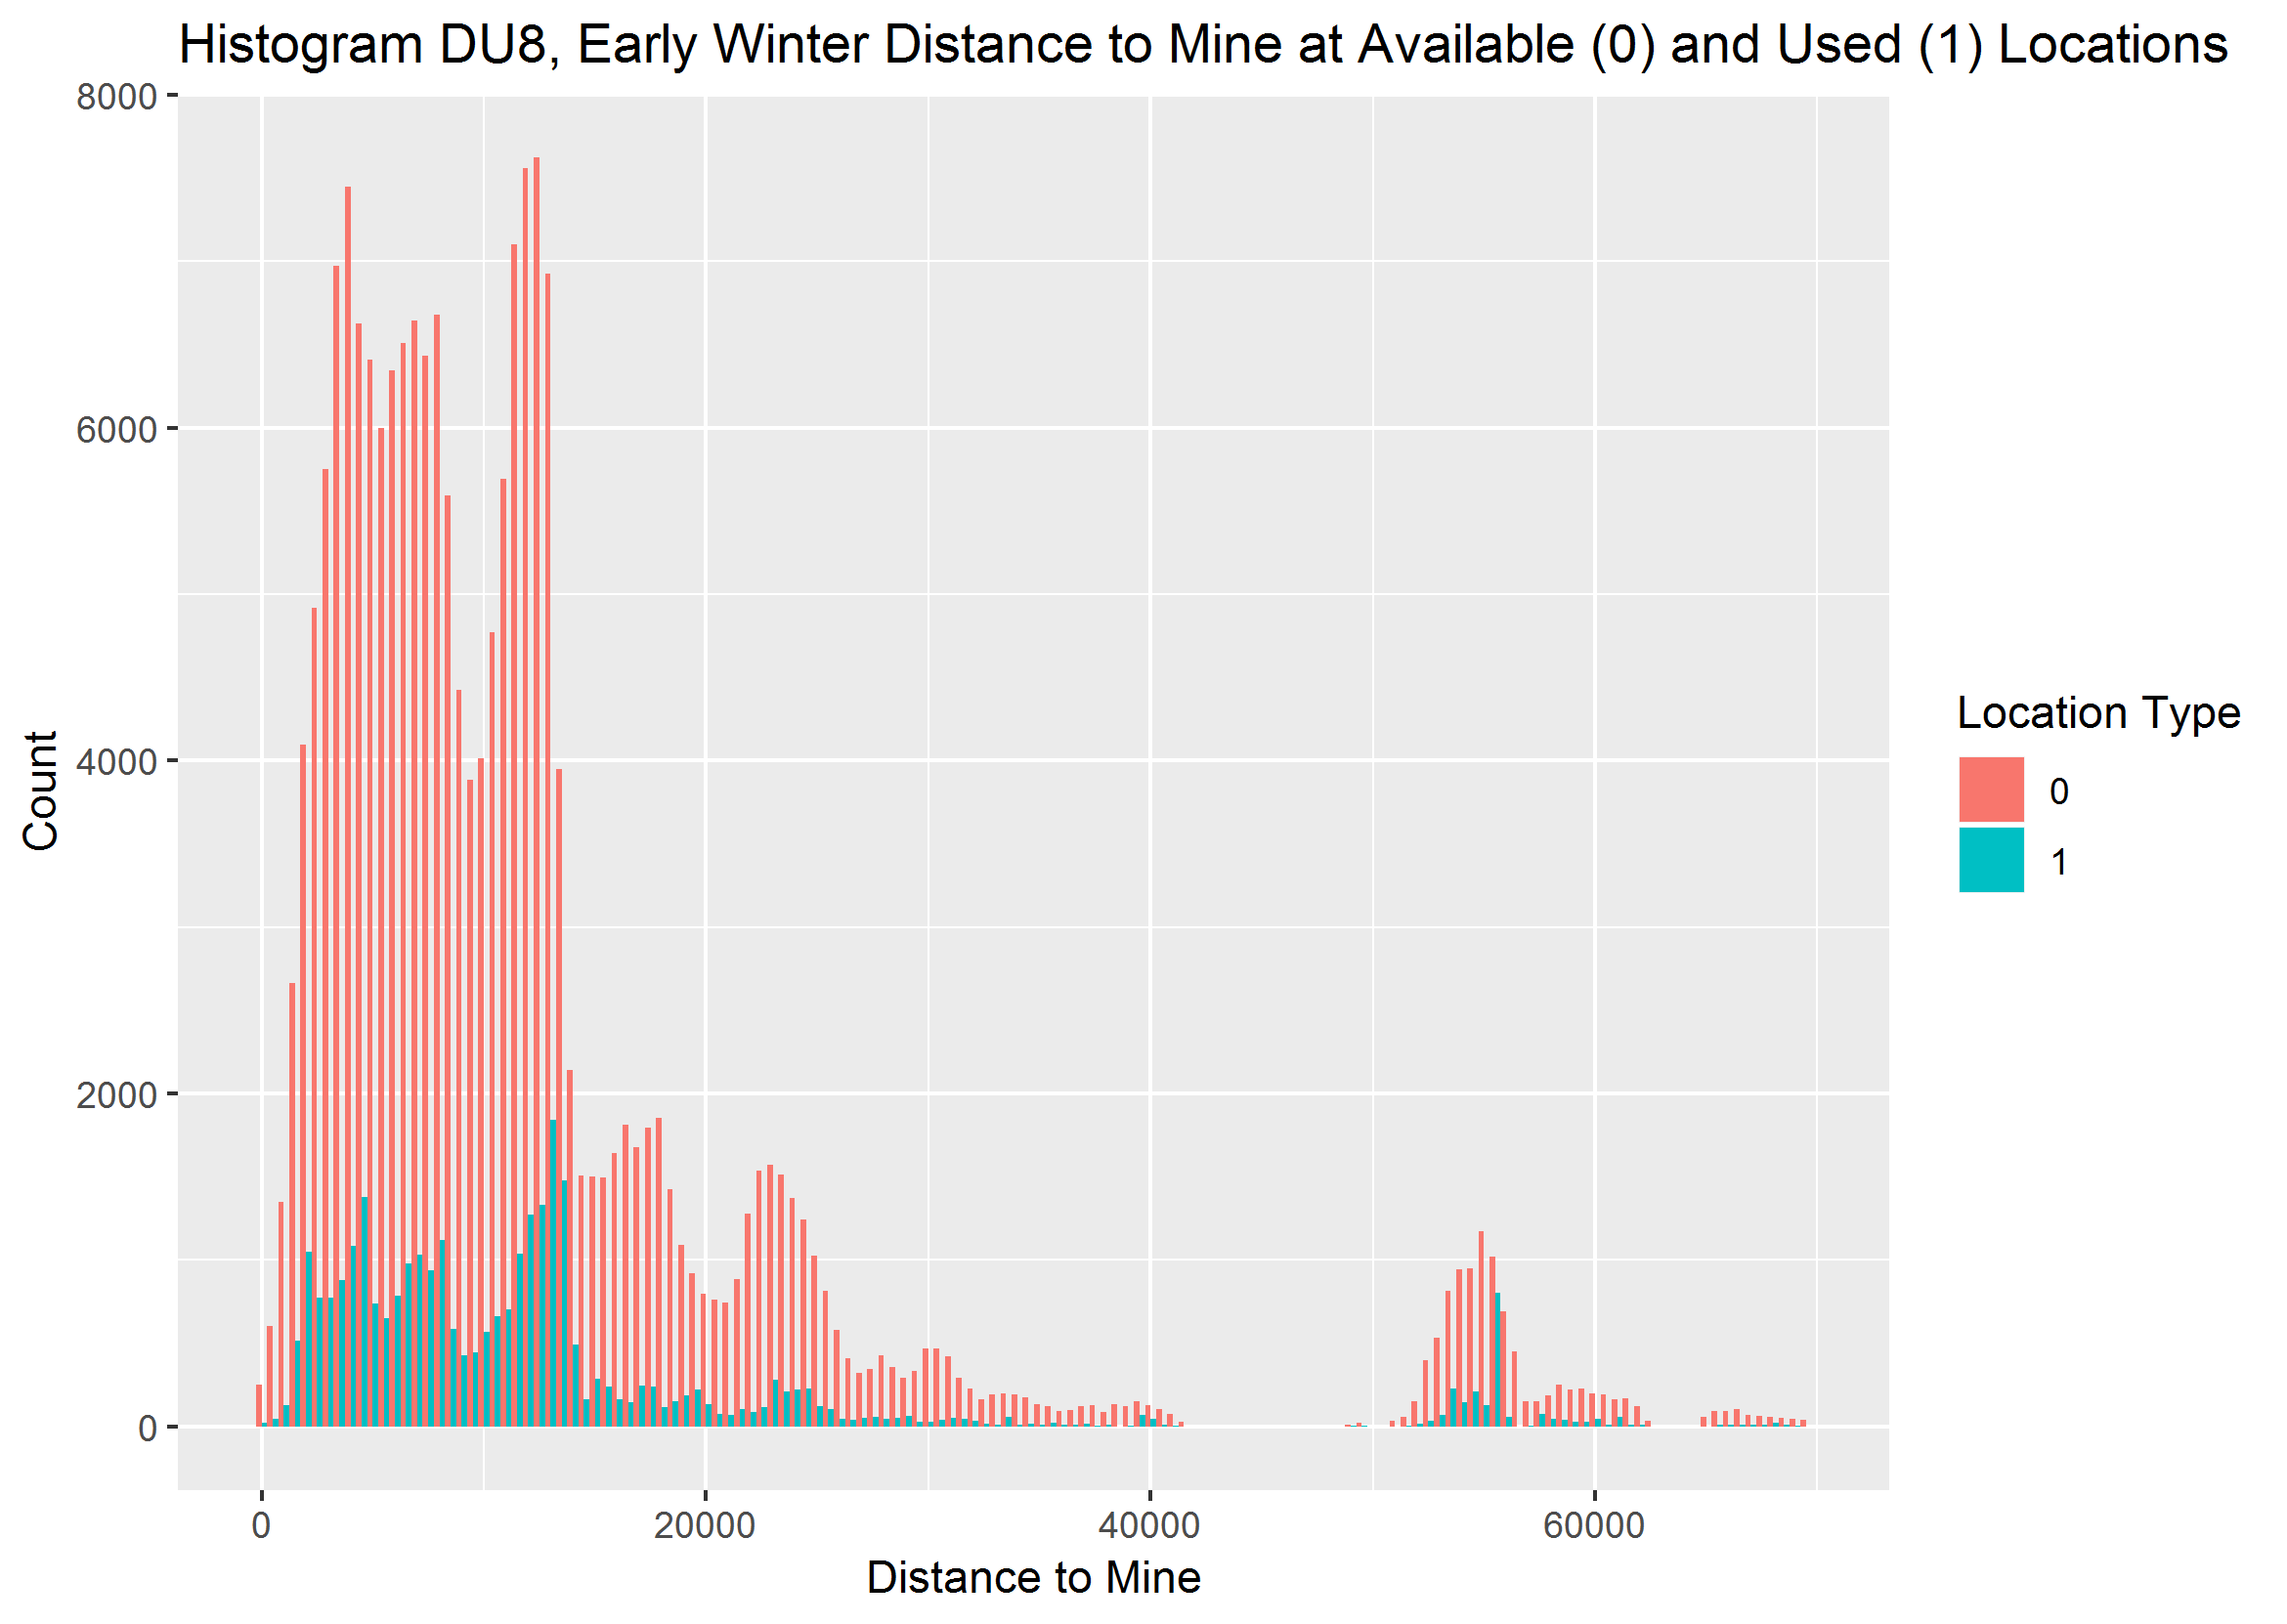 Histogram DU8, Early Winter Distance to Mine at Available (0) and Used (1) Locations
8000
6000
4000
2000
0
Count
0 20000 40000 60000
Distance to Mine
Location Type
0
1